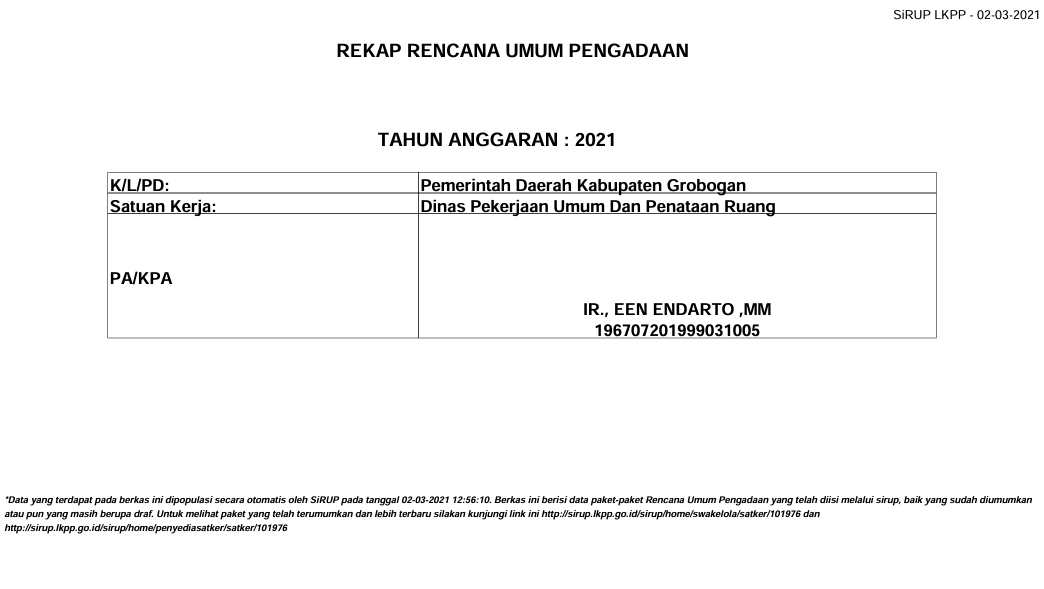 SiRUP LKPP - 02-03-2021
REKAP RENCANA UMUM PENGADAAN
TAHUN ANGGARAN : 2021
K/L/PD: Pemerintah Daerah Kabupaten Grobogan
Satuan Kerja: Dinas Pekerjaan Umum Dan Penataan Ruang
PA/KPA
IR., EEN ENDARTO ,MM
196707201999031005
*Data yang terdapat pada berkas ini dipopulasi secara otomatis oleh SiRUP pada tanggal 02-03-2021 12:56:10. Berkas ini berisi data paket-paket Rencana Umum Pengadaan yang telah diisi melalui sirup, baik yang sudah diumumkan
atau pun yang masih berupa draf. Untuk melihat paket yang telah terumumkan dan lebih terbaru silakan kunjungi link ini http://sirup.lkpp.go.id/sirup/home/swakelola/satker/101976 dan
http://sirup.lkpp.go.id/sirup/home/penyediasatker/satker/101976